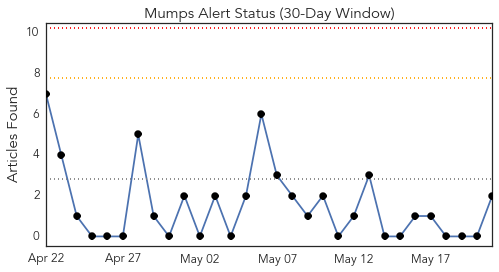 Mumps Alert Status (30-Day Window)
Articles Found
10
8
6
4
2
0
Apr 22
Apr 27
May 02
May 07
May 12
May 17